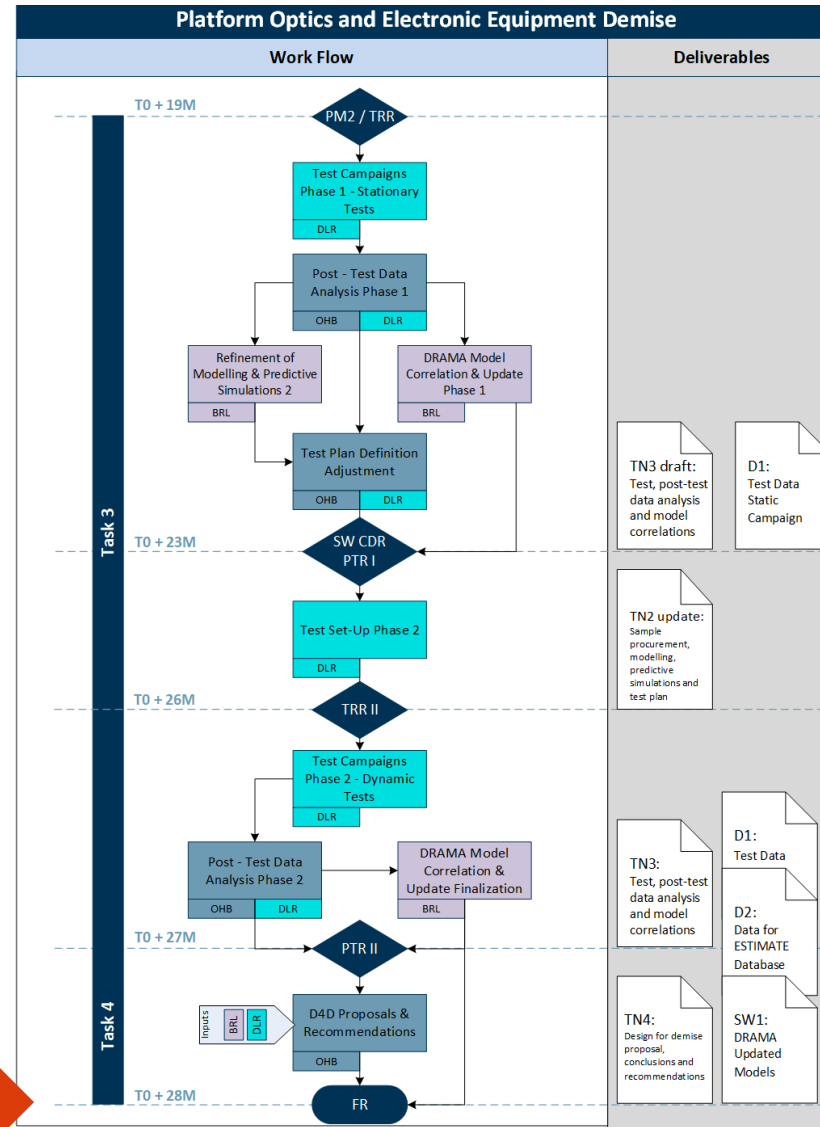 Platform Optics and Electronic Equipment Demise
Work Flow
Deliverables
T0 + 19M
PM2 / TRR
Test Campaigns
Phase 1 - Stationary
Tests
DLR
Post - Test Data
Analysis Phase 1
OHB
DLR
Refinement of
Modelling & Predictive
Simulations 2
BRL
DRAMA Model
Correlation & Update
Phase 1
BRL
Test Plan Definition
Adjustment
OHB
DLR
TN3 draft:
Test, post-test
data analysis
and model
correlations
D1:
Test Data
Static
Campaign
Task 3
T0 + 23M
SW CDR
PTR I
Test Set-Up Phase 2
DLR
TN2 update:
Sample
procurement,
modelling,
predictive
simulations and
test plan
T0 + 26M
TRR II
Test Campaigns
Phase 2 - Dynamic
Tests
DLR
Post - Test Data
Analysis Phase 2
OHB
DLR
DRAMA Model
Correlation &
Update Finalization
BRL
TN3:
Test, post-test
data analysis
and model
correlations
D1:
Test Data
D2:
Data for
ESTIMATE
Database
T0 + 27M
PTR II
Task 4
Inputs
BRL
DLR
D4D Proposals &
Recommendations
OHB
TN4:
Design for demise
proposal,
conclusions and
recommendations
SW1:
DRAMA
Updated
Models
T0 + 28M
FR